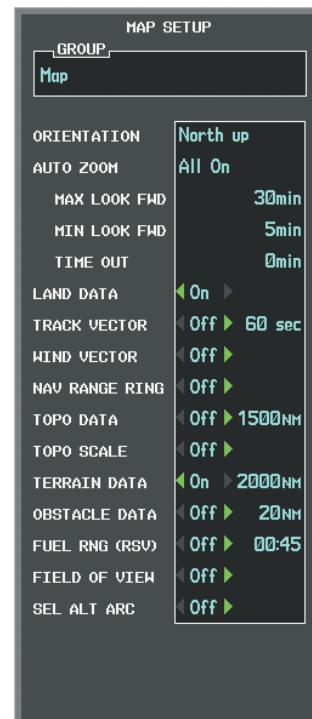 MAP SETUP
GROUP
Map
ORIENTATION North up
AUTO ZOOM All On
MAX LOOK FWD 30min
MIN LOOK FWD 5min
TIME OUT 0min
LAND DATA On
TRACK VECTOR Off 60 sec
WIND VECTOR Off
NAV RANGE RING Off
TOPO DATA Off 1500NM
TOPO SCALE Off
TERRAIN DATA On 2000NM
OBSTACLE DATA Off 20NM
FUEL RNG (RSV) Off 00:45
FIELD OF VIEW Off
SEL ALT ARC Off